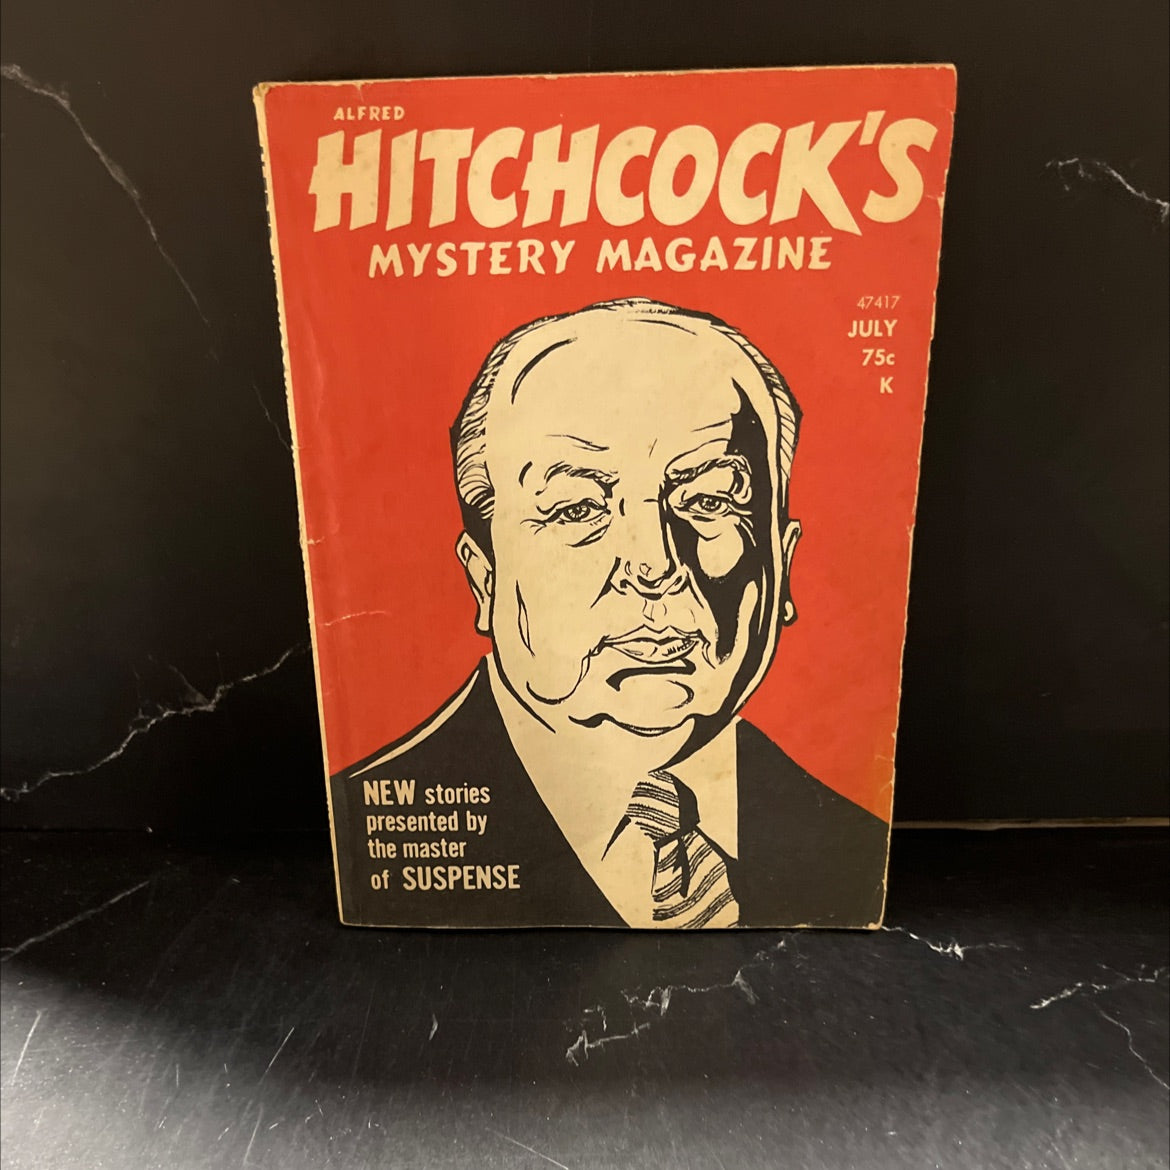 ALFRED
HITCHCOCK'S
MYSTERY MAGAZINE
47417
JULY
75c
K
NEW stories
presented by
the master
of SUSPENSE